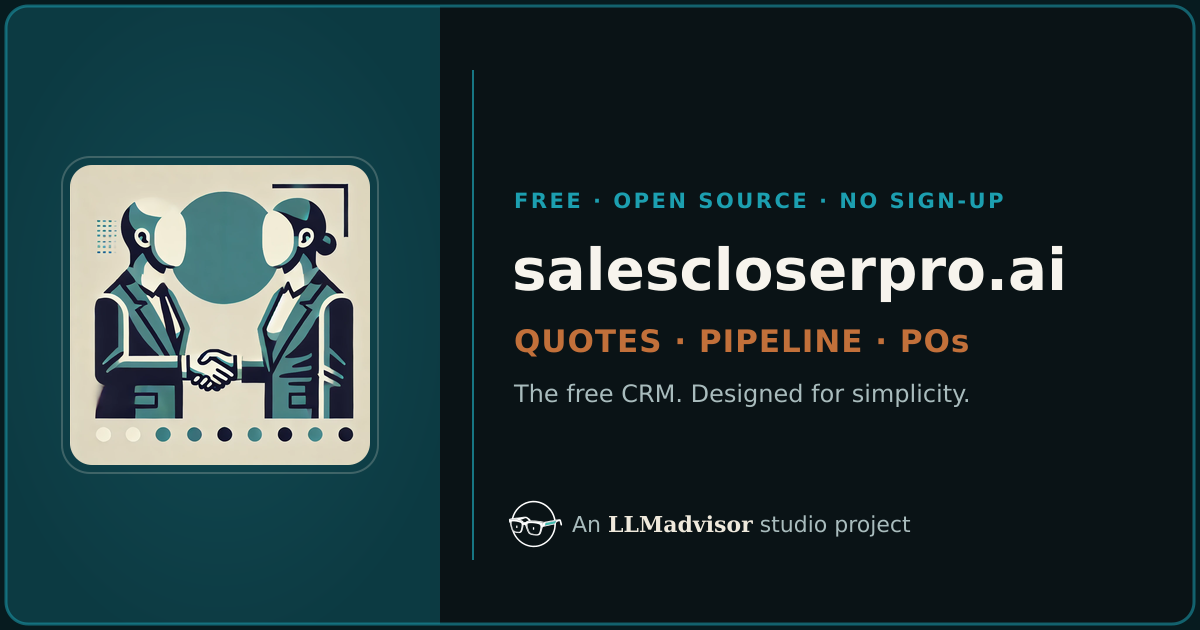 FREE · OPEN SOURCE · NO SIGN-UP
salescloserpro.ai
QUOTES · PIPELINE · POs
The free CRM. Designed for simplicity.
An LLMadvisor studio project